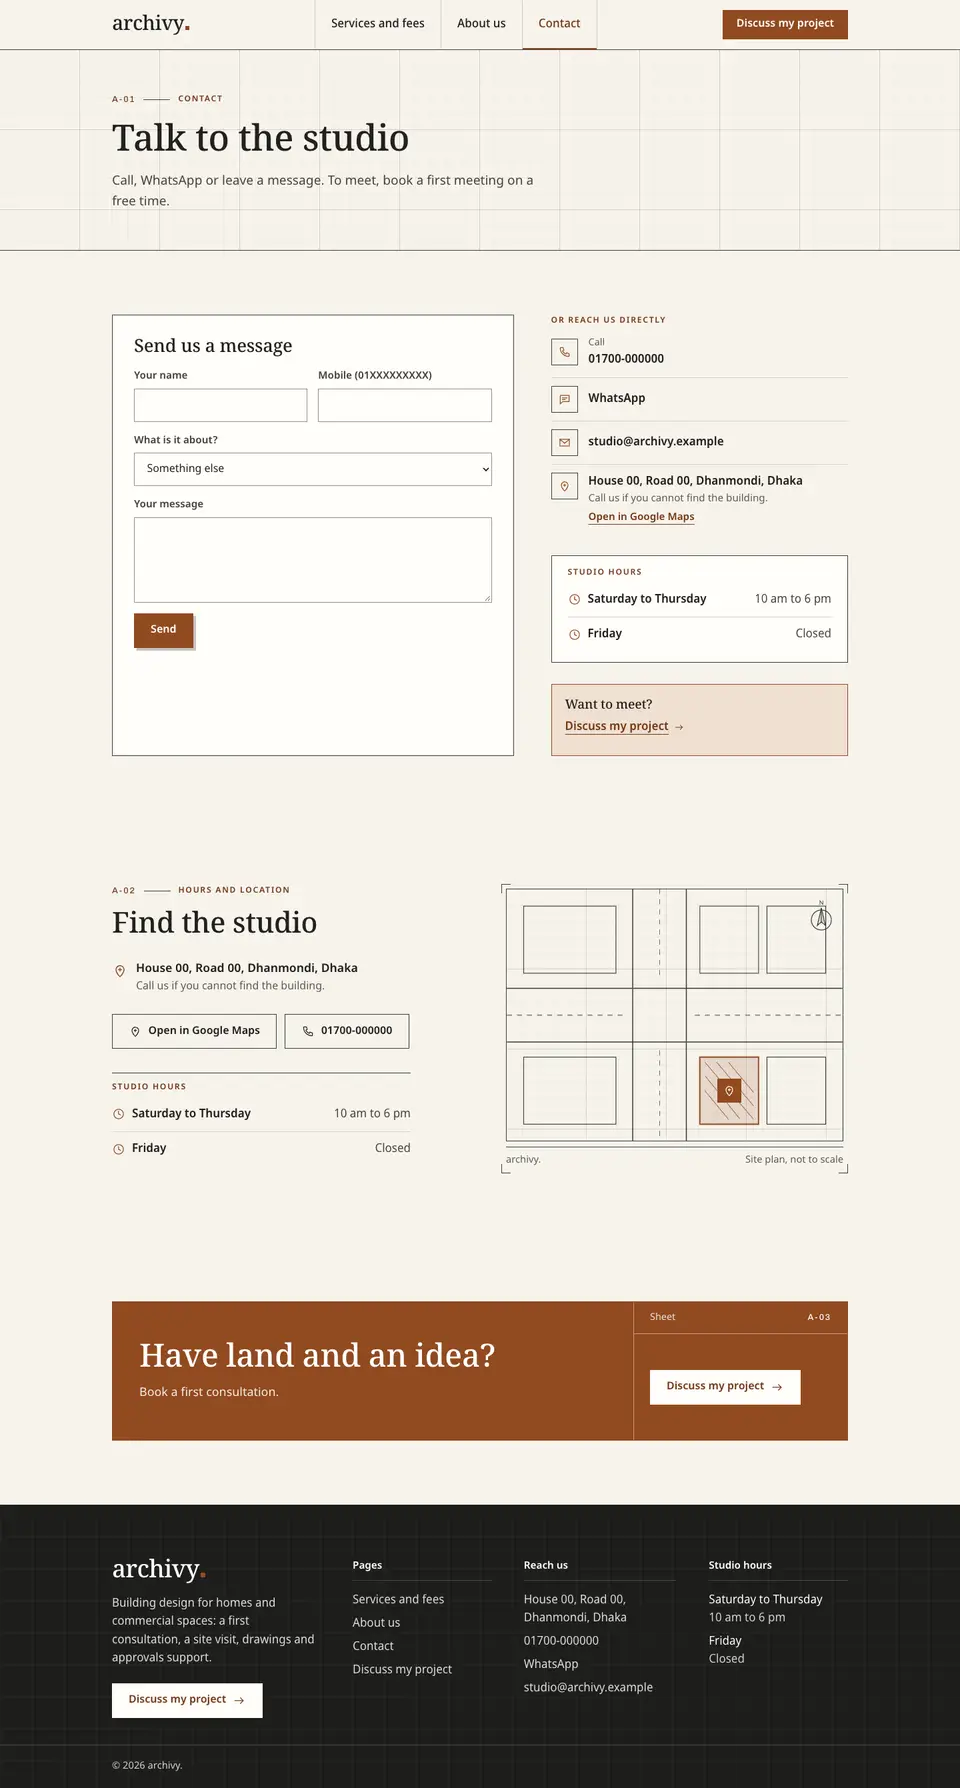 archivy.
Services and fees
About us
Contact
Discuss my project
A-01 CONTACT
Talk to the studio
Call, WhatsApp or leave a message. To meet, book a first meeting on a
free time.
Send us a message
Your name
Mobile (01XXXXXXXXX)
What is it about?
Something else
Your message
Send
OR REACH US DIRECTLY
Call
01700-000000
WhatsApp
studio@archivy.example
House 00, Road 00, Dhanmondi, Dhaka
Call us if you cannot find the building.
Open in Google Maps
STUDIO HOURS
Saturday to Thursday 10 am to 6 pm
Friday Closed
Want to meet?
Discuss my project →
A-02 HOURS AND LOCATION
Find the studio
House 00, Road 00, Dhanmondi, Dhaka
Call us if you cannot find the building.
Open in Google Maps
01700-000000
STUDIO HOURS
Saturday to Thursday 10 am to 6 pm
Friday Closed
N
archivy. Site plan, not to scale
Have land and an idea?
Book a first consultation.
Sheet A-03
Discuss my project →
archivy.
Building design for homes and
commercial spaces: a first
consultation, a site visit, drawings and
approvals support.
Discuss my project →
Pages
Services and fees
About us
Contact
Discuss my project
Reach us
House 00, Road 00,
Dhanmondi, Dhaka
01700-000000
WhatsApp
studio@archivy.example
Studio hours
Saturday to Thursday
10 am to 6 pm
Friday
Closed
© 2026 archivy.